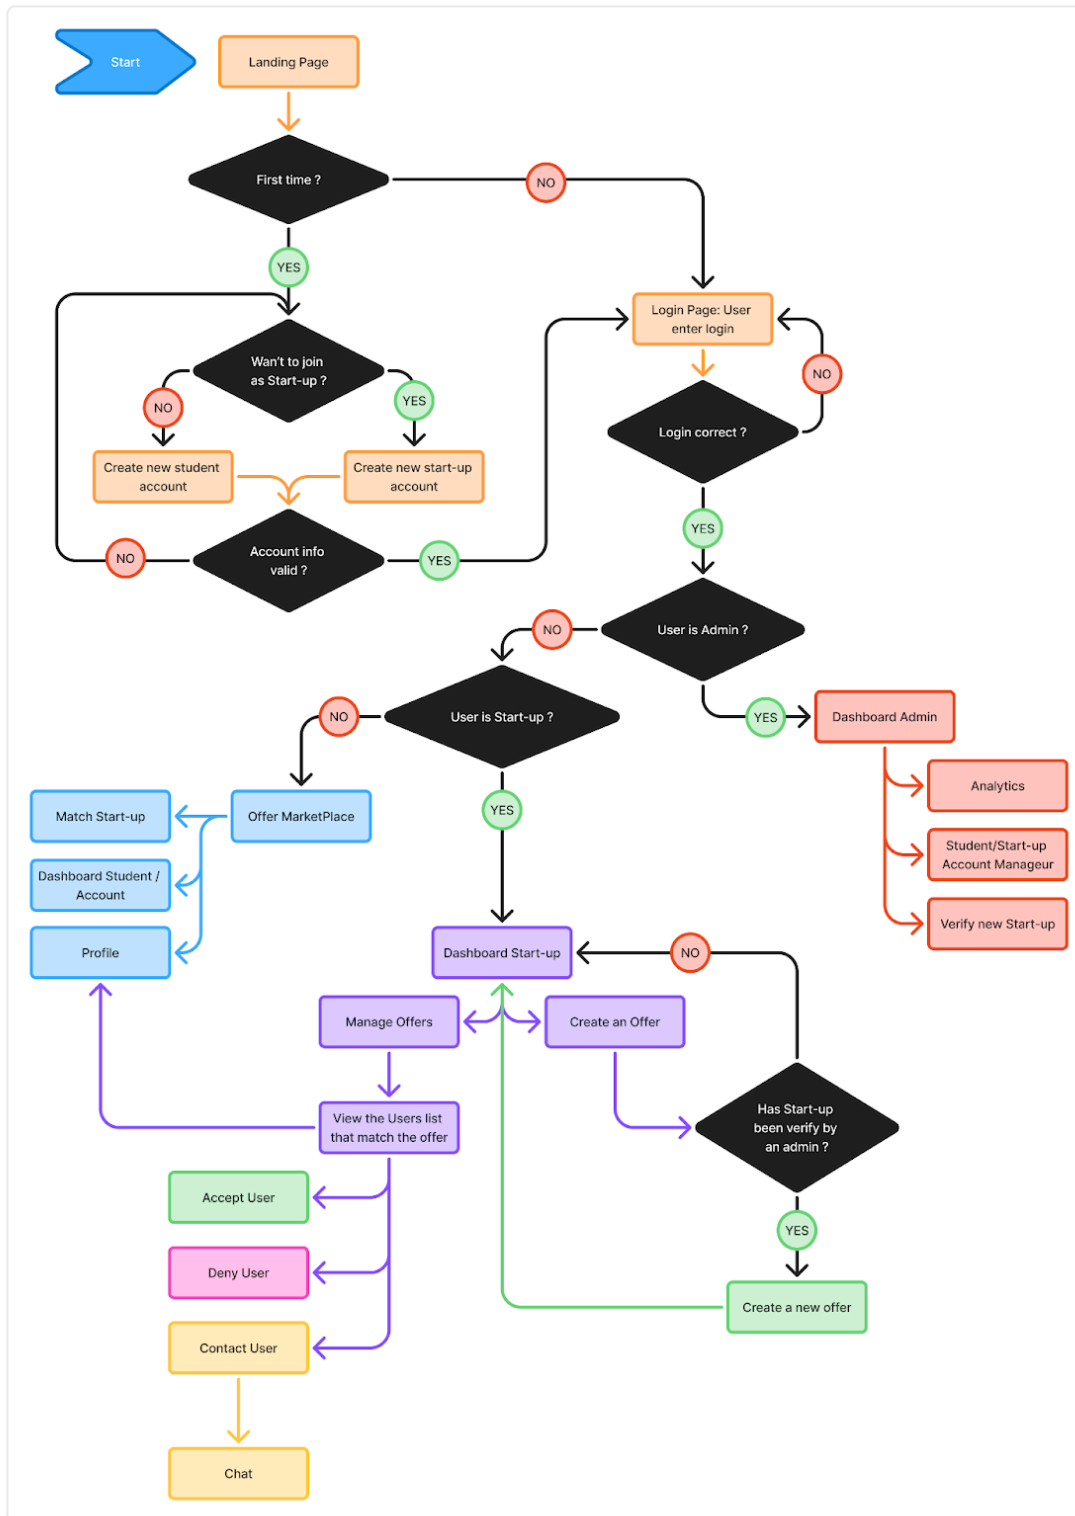 Start
Landing Page
First time ?
NO
YES
Login Page: User
enter login
Wan't to join
as Start-up ?
NO
YES
NO
Login correct ?
Create new student
account
Create new start-up
account
YES
Account info
valid ?
NO
YES
User is Admin ?
NO
User is Start-up ?
NO
YES
Dashboard Admin
Analytics
YES
Match Start-up
Offer MarketPlace
Student/Start-up
Account Manageur
Dashboard Student /
Account
Verify new Start-up
Profile
Dashboard Start-up
NO
Manage Offers
Create an Offer
View the Users list
that match the offer
Has Start-up
been verify by
an admin ?
Accept User
YES
Deny User
Create a new offer
Contact User
Chat